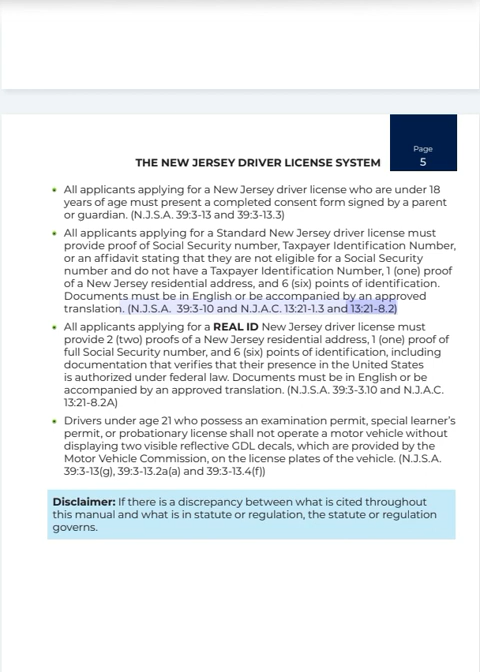 Page
5
THE NEW JERSEY DRIVER LICENSE SYSTEM
• All applicants applying for a New Jersey driver license who are under 18
years of age must present a completed consent form signed by a parent
or guardian. (N.J.S.A. 39:3-13 and 39:3-13.3)
• All applicants applying for a Standard New Jersey driver license must
provide proof of Social Security number, Taxpayer Identification Number,
or an affidavit stating that they are not eligible for a Social Security
number and do not have a Taxpayer Identification Number, 1 (one) proof
of a New Jersey residential address, and 6 (six) points of identification.
Documents must be in English or be accompanied by an approved
translation. (N.J.S.A. 39:3-10 and N.J.A.C. 13:21-1.3 and 13:21-8.2)
• All applicants applying for a REAL ID New Jersey driver license must
provide 2 (two) proofs of a New Jersey residential address, 1 (one) proof of
full Social Security number, and 6 (six) points of identification, including
documentation that verifies that their presence in the United States
is authorized under federal law. Documents must be in English or be
accompanied by an approved translation. (N.J.S.A. 39:3-3.10 and N.J.A.C.
13:21-8.2A)
• Drivers under age 21 who possess an examination permit, special learner's
permit, or probationary license shall not operate a motor vehicle without
displaying two visible reflective GDL decals, which are provided by the
Motor Vehicle Commission, on the license plates of the vehicle. (N.J.S.A.
39:3-13(g), 39:3-13.2a(a) and 39:3-13.4(f))
Disclaimer: If there is a discrepancy between what is cited throughout
this manual and what is in statute or regulation, the statute or regulation
governs.